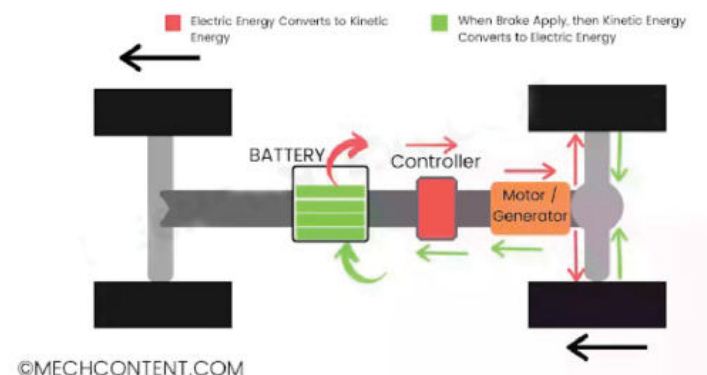 Electric Energy Converts to Kinetic
Energy
When Brake Apply, then Kinetic Energy
Converts to Electric Energy
BATTERY
Controller
Motor /
Generator
©MECHCONTENT.COM